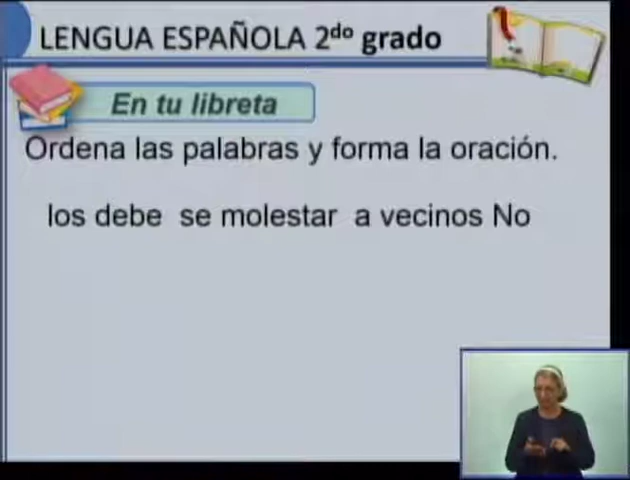 LENGUA ESPAÑOLA 2do grado
En tu libreta
Ordena las palabras y forma la oración.
los debe se molestar a vecinos No